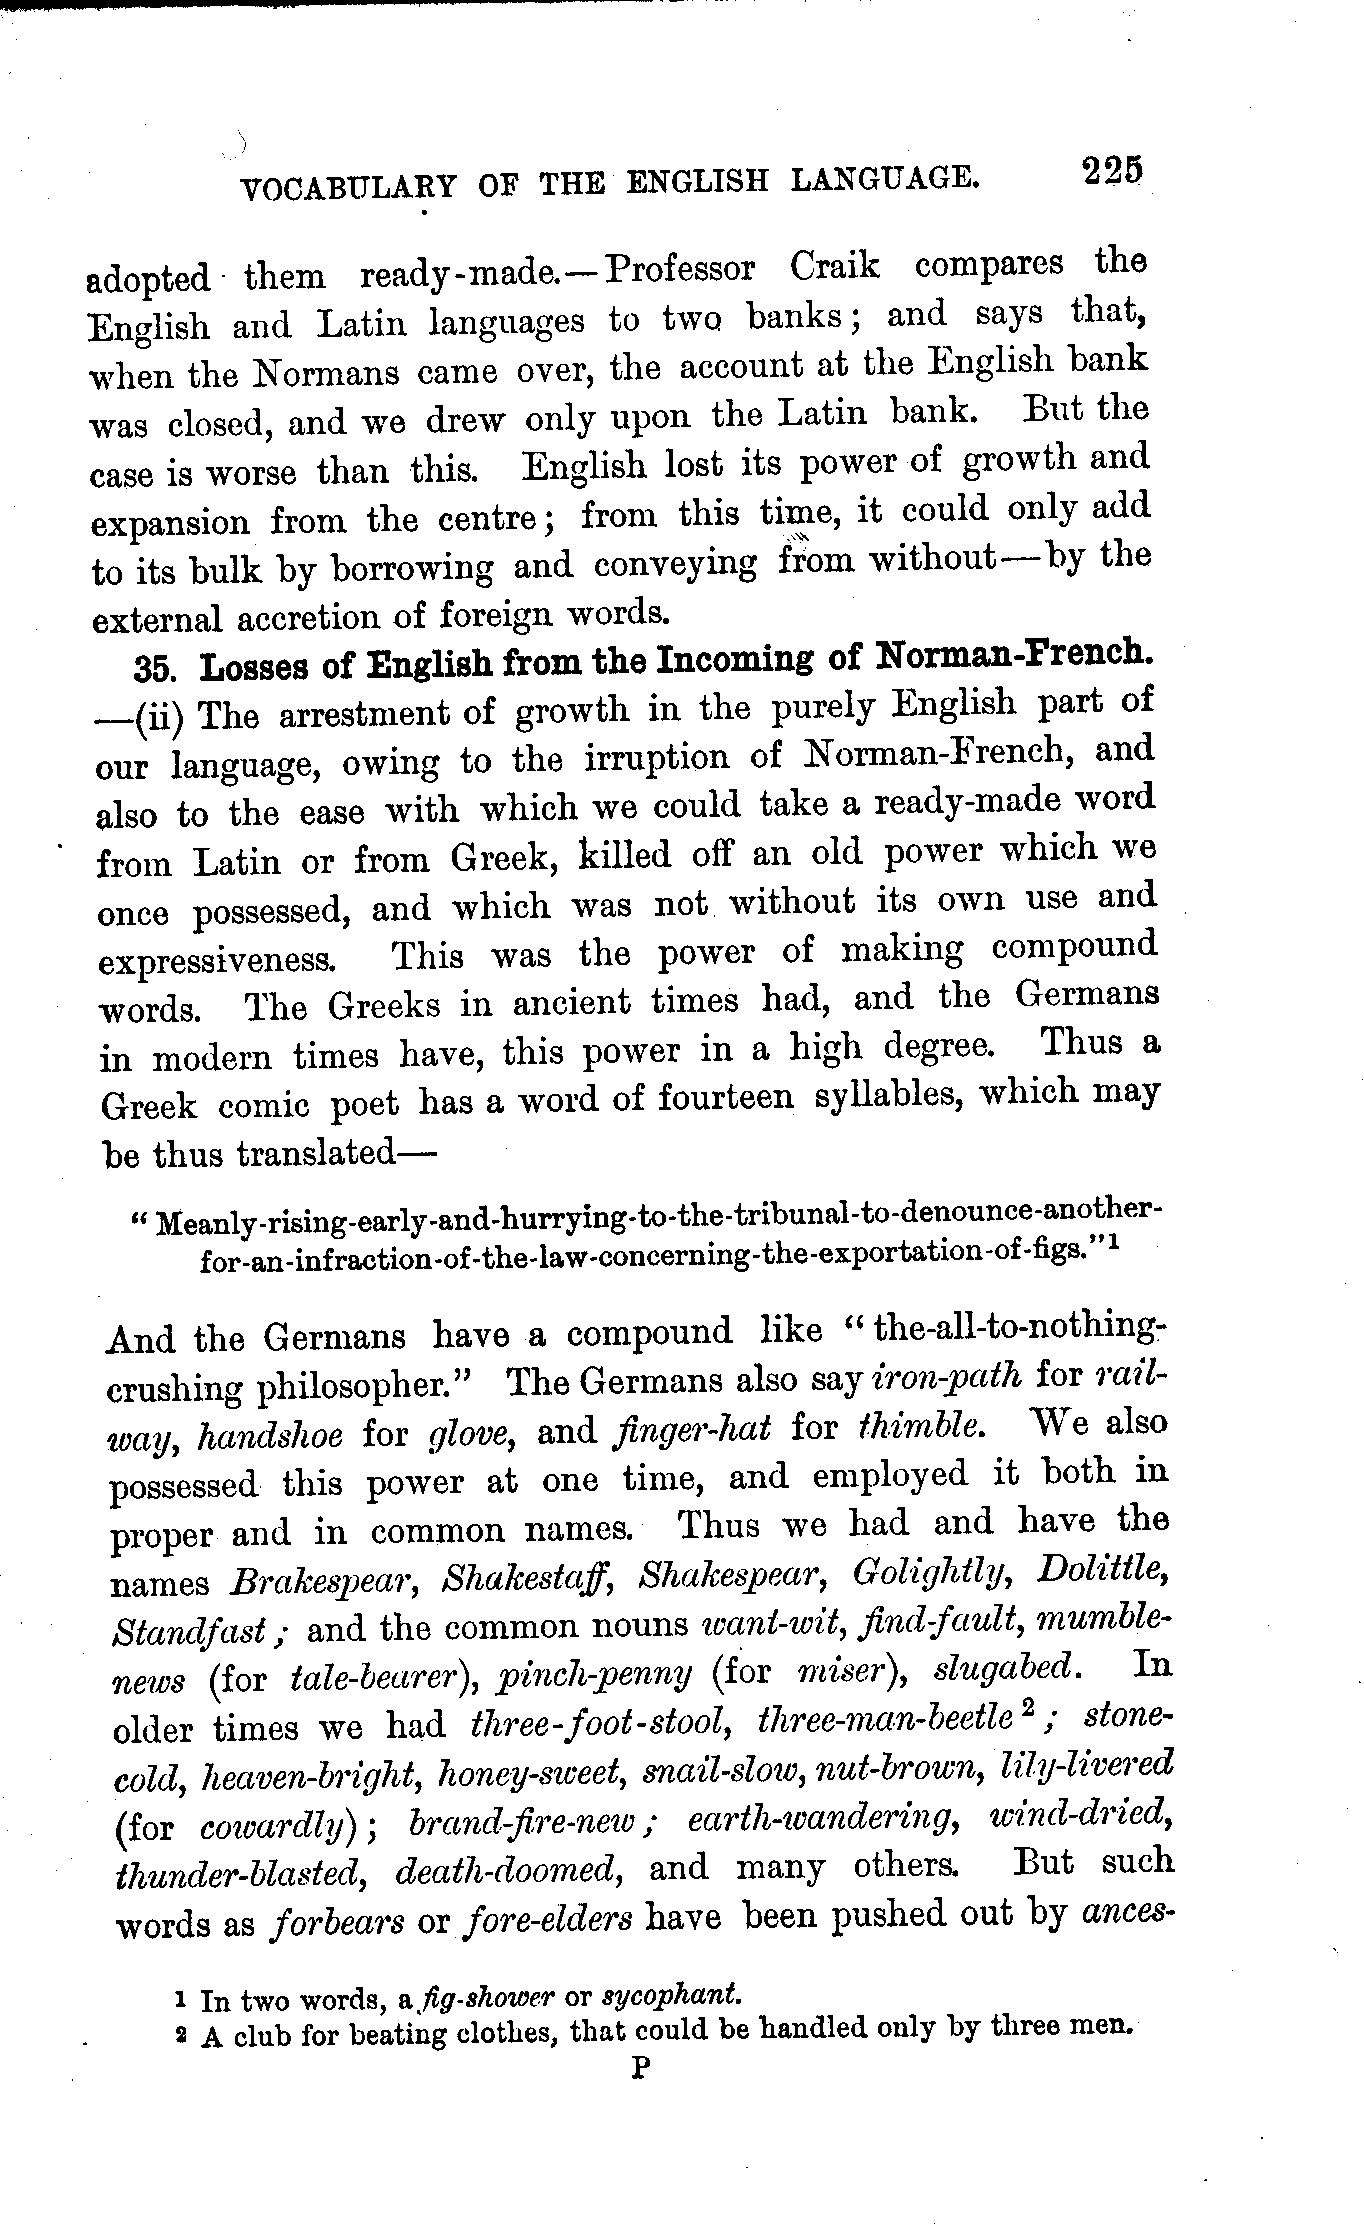 VOCABULARY OF THE ENGLISH LANGUAGE. 225
adopted them ready-made.—Professor Craik compares the
English and Latin languages to two banks; and says that,
when the Normans came over, the account at the English bank
was closed, and we drew only upon the Latin bank. But the
case is worse than this. English lost its power of growth and
expansion from the centre; from this time, it could only add
to its bulk by borrowing and conveying from without—by the
external accretion of foreign words.
35. Losses of English from the Incoming of Norman-French.
—(ii) The arrestment of growth in the purely English part of
our language, owing to the irruption of Norman-French, and
also to the ease with which we could take a ready-made word
from Latin or from Greek, killed off an old power which we
once possessed, and which was not without its own use and
expressiveness. This was the power of making compound
words. The Greeks in ancient times had, and the Germans
in modern times have, this power in a high degree. Thus a
Greek comic poet has a word of fourteen syllables, which may
be thus translated—
“Meanly-rising-early-and-hurrying-to-the-tribunal-to-denounce-another-
for-an-infraction-of-the-law-concerning-the-exportation-of-figs.”1
And the Germans have a compound like “the-all-to-nothing-
crushing philosopher.” The Germans also say iron-path for rail-
way, handshoe for glove, and finger-hat for thimble. We also
possessed this power at one time, and employed it both in
proper and in common names. Thus we had and have the
names Brakespear, Shakestaff, Shakespear, Golightly, Dolittle,
Standfast; and the common nouns want-wit, find-fault, mumble-
news (for tale-bearer), pinch-penny (for miser), slugabed. In
older times we had three-foot-stool, three-man-beetle2; stone-
cold, heaven-bright, honey-sweet, snail-slow, nut-brown, lily-livered
(for cowardly); brand-fire-new; earth-wandering, wind-dried,
thunder-blasted, death-doomed, and many others. But such
words as forbears or fore-elders have been pushed out by ances-
1 In two words, a fig-shower or sycophant.
2 A club for beating clothes, that could be handled only by three men.
P